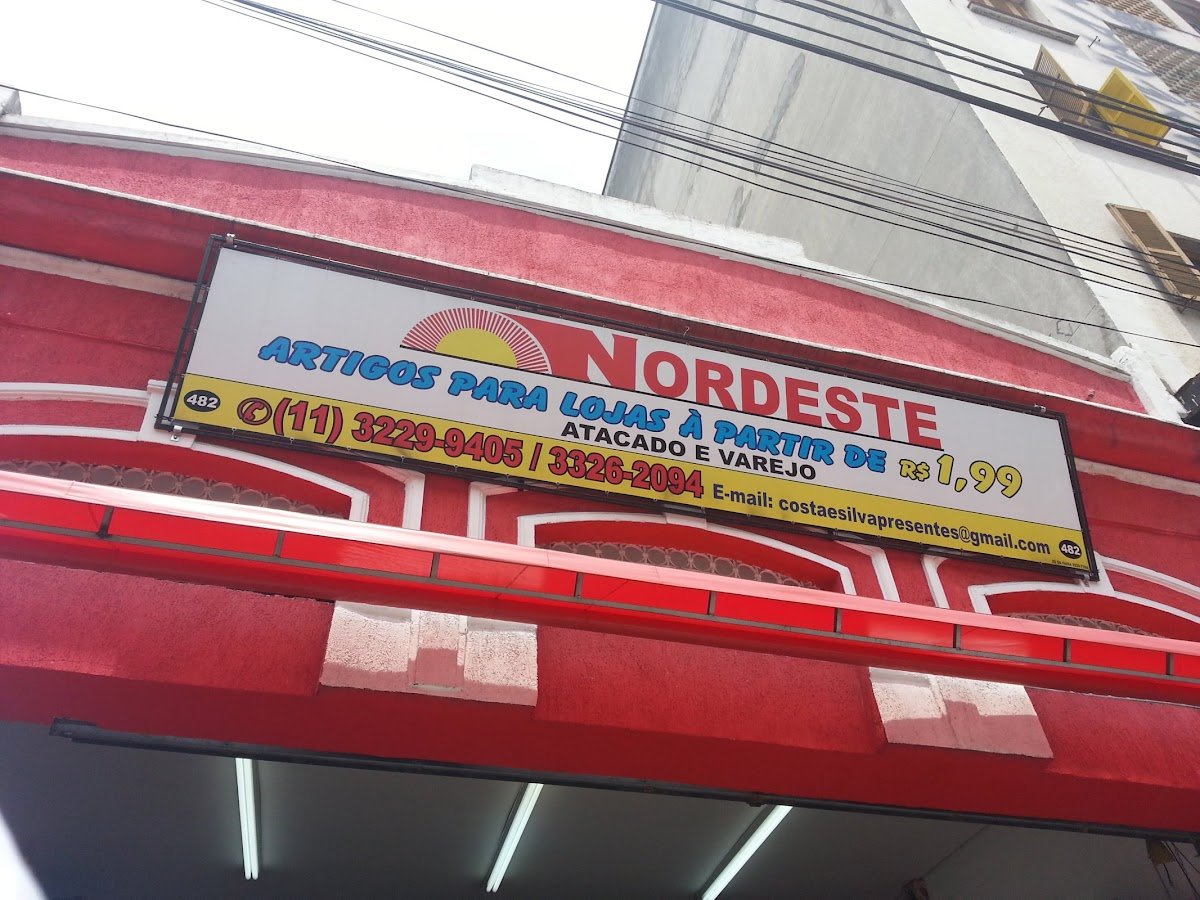 NORDESTE
ARTIGOS PARA LOJAS À PARTIR DE R$ 1,99
ATACADO E VAREJO
482 (11) 3229-9405 / 3326-2094 E-mail: costaesilvapresentes@gmail.com 482